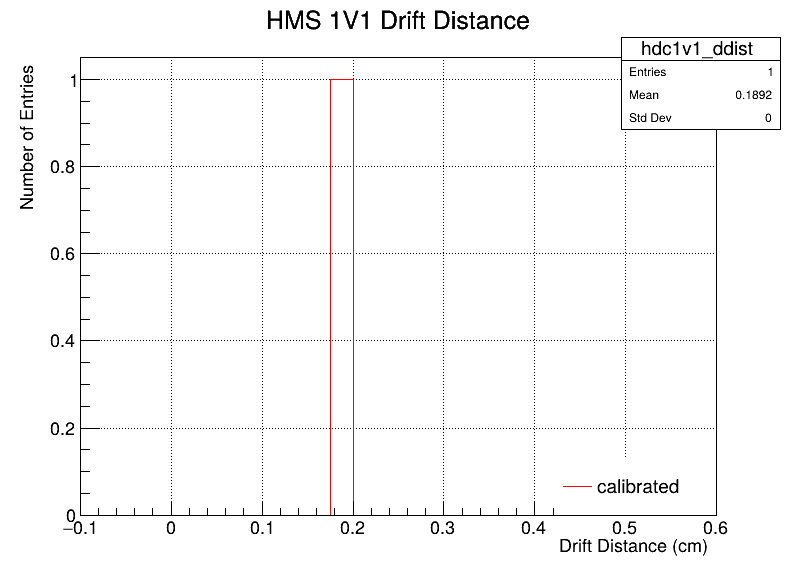 HMS 1V1 Drift Distance
hdc1v1_ddist
Entries 1
Mean 0.1892
Std Dev 0
Number of Entries
1
0.8
0.6
0.4
0.2
0
−0.1 0 0.1 0.2 0.3 0.4 0.5 0.6
calibrated
Drift Distance (cm)